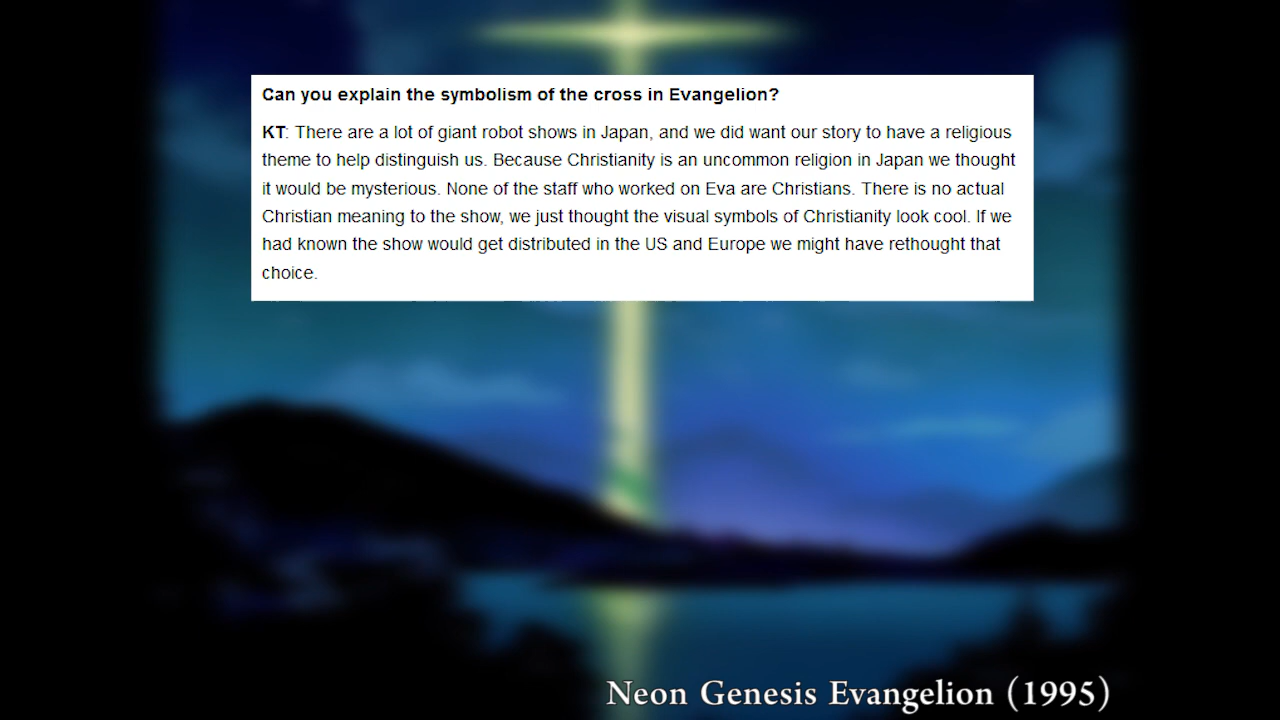 Can you explain the symbolism of the cross in Evangelion?
KT: There are a lot of giant robot shows in Japan, and we did want our story to have a religious
theme to help distinguish us. Because Christianity is an uncommon religion in Japan we thought
it would be mysterious. None of the staff who worked on Eva are Christians. There is no actual
Christian meaning to the show, we just thought the visual symbols of Christianity look cool. If we
had known the show would get distributed in the US and Europe we might have rethought that
choice.
Neon Genesis Evangelion (1995)